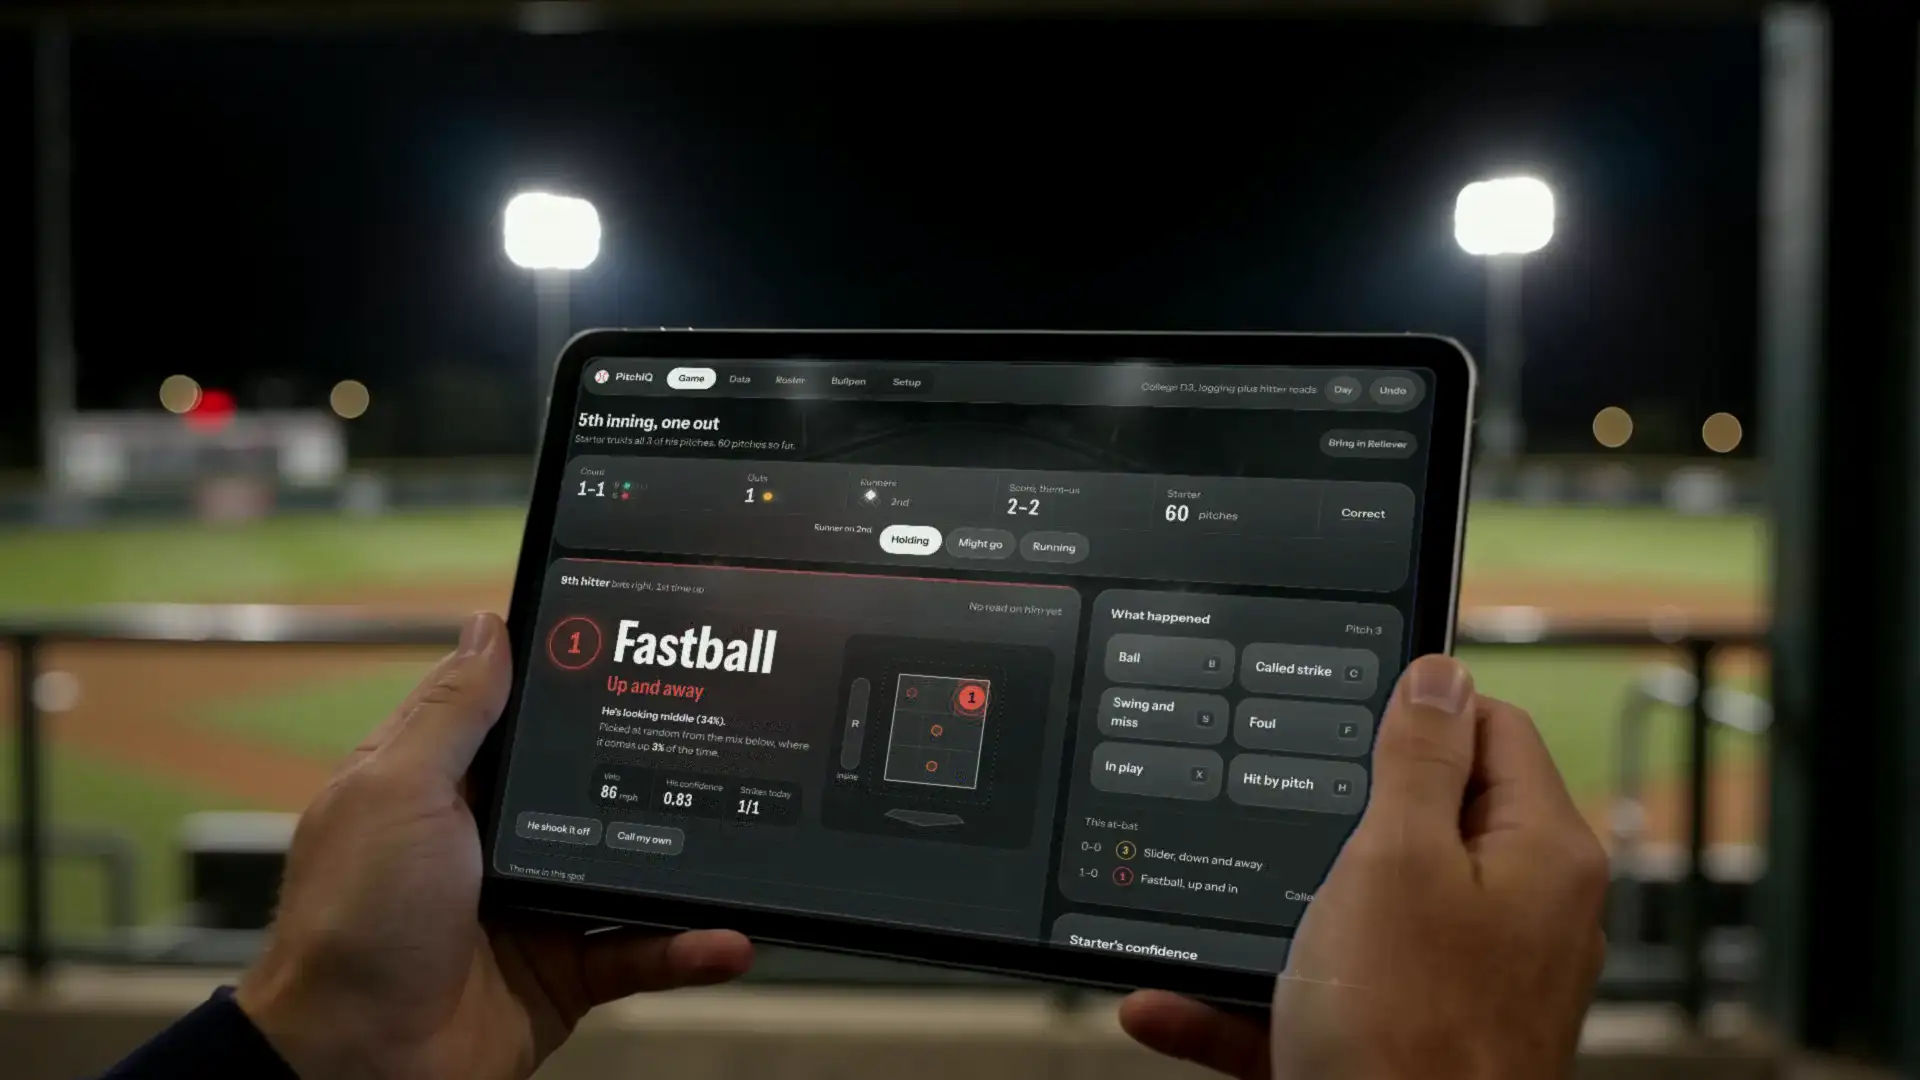 PitchIQ Game Data Roster Bullpen Setup College D3, logging plus hitter reads Day Undo
5th inning, one out
Starter trusts all 3 of his pitches. 60 pitches so far.
Bring in Reliever
Count Outs Runners Score, them-us Starter
1-1 1 2nd 2-2 60 pitches Correct
Runner on 2nd Holding Might go Running
9th hitter bats right, 1st time up
No read on him yet
1 Fastball
Up and away
He's looking middle (34%).
Picked at random from the mix below, where
it comes up 3% of the time.
Velo His confidence Strikes today
86 mph 0.83 1/1
He shook it off Call my own
The mix in this spot
R
Inside
1
What happened
Pitch 3
Ball B Called strike C
Swing and miss S Foul F
In play X Hit by pitch H
This at-bat
0-0 3 Slider, down and away
1-0 1 Fastball, up and in Calle
Starter's confidence